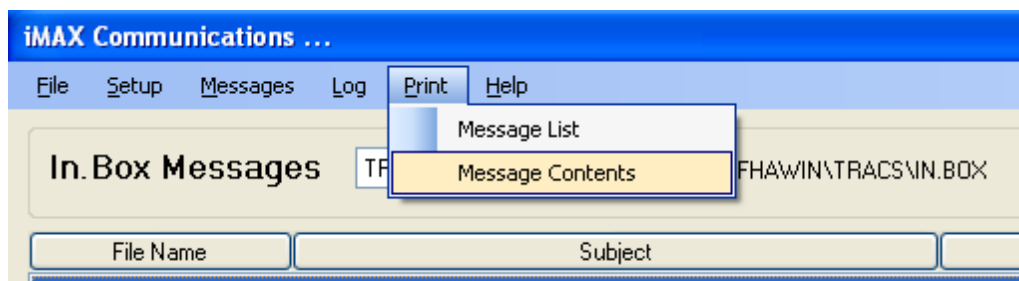 iMAX Communications ...
File Setup Messages Log Print Help
Message List
In.Box Messages TF FHAWIN\TRACS\IN.BOX
Message Contents
File Name Subject